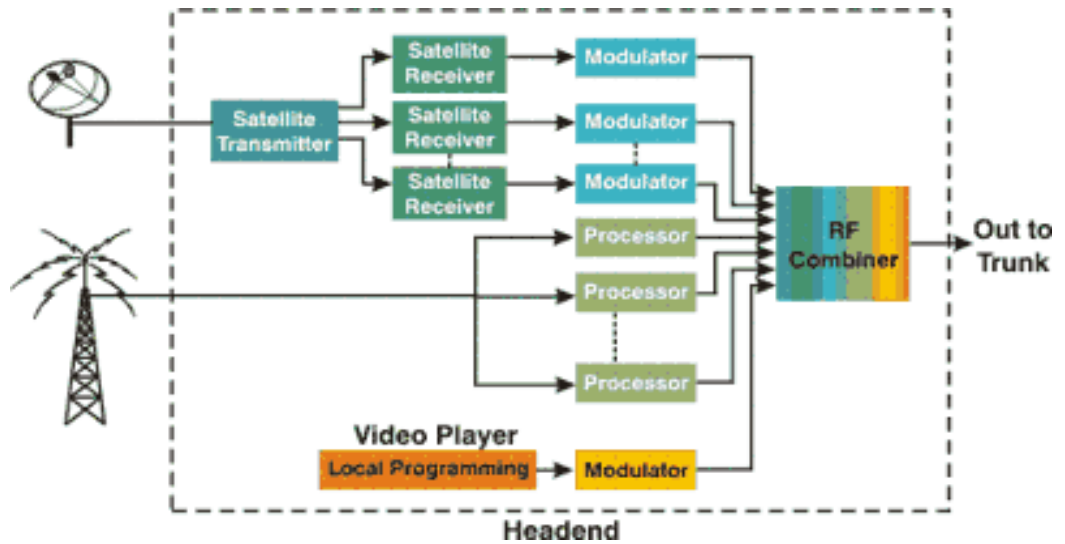 Satellite
Receiver
Modulator
Satellite
Transmitter
Satellite
Receiver
Modulator
Satellite
Receiver
Modulator
Processor
RF
Combiner
Out to
Trunk
Processor
Processor
Video Player
Local Programming
Modulator
Headend